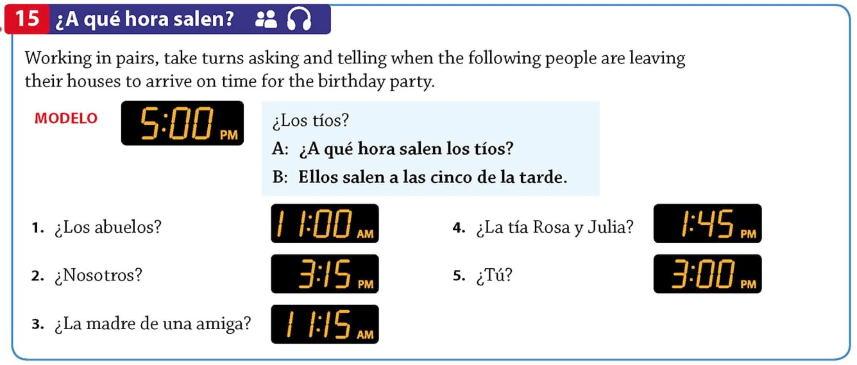 15 ¿A qué hora salen?
Working in pairs, take turns asking and telling when the following people are leaving
their houses to arrive on time for the birthday party.
MODELO
5:00 PM
¿Los tíos?
A: ¿A qué hora salen los tíos?
B: Ellos salen a las cinco de la tarde.
1. ¿Los abuelos?
11:00 AM
2. ¿Nosotros?
3:15 PM
3. ¿La madre de una amiga?
11:15 AM
4. ¿La tía Rosa y Julia?
1:45 PM
5. ¿Tú?
3:00 PM